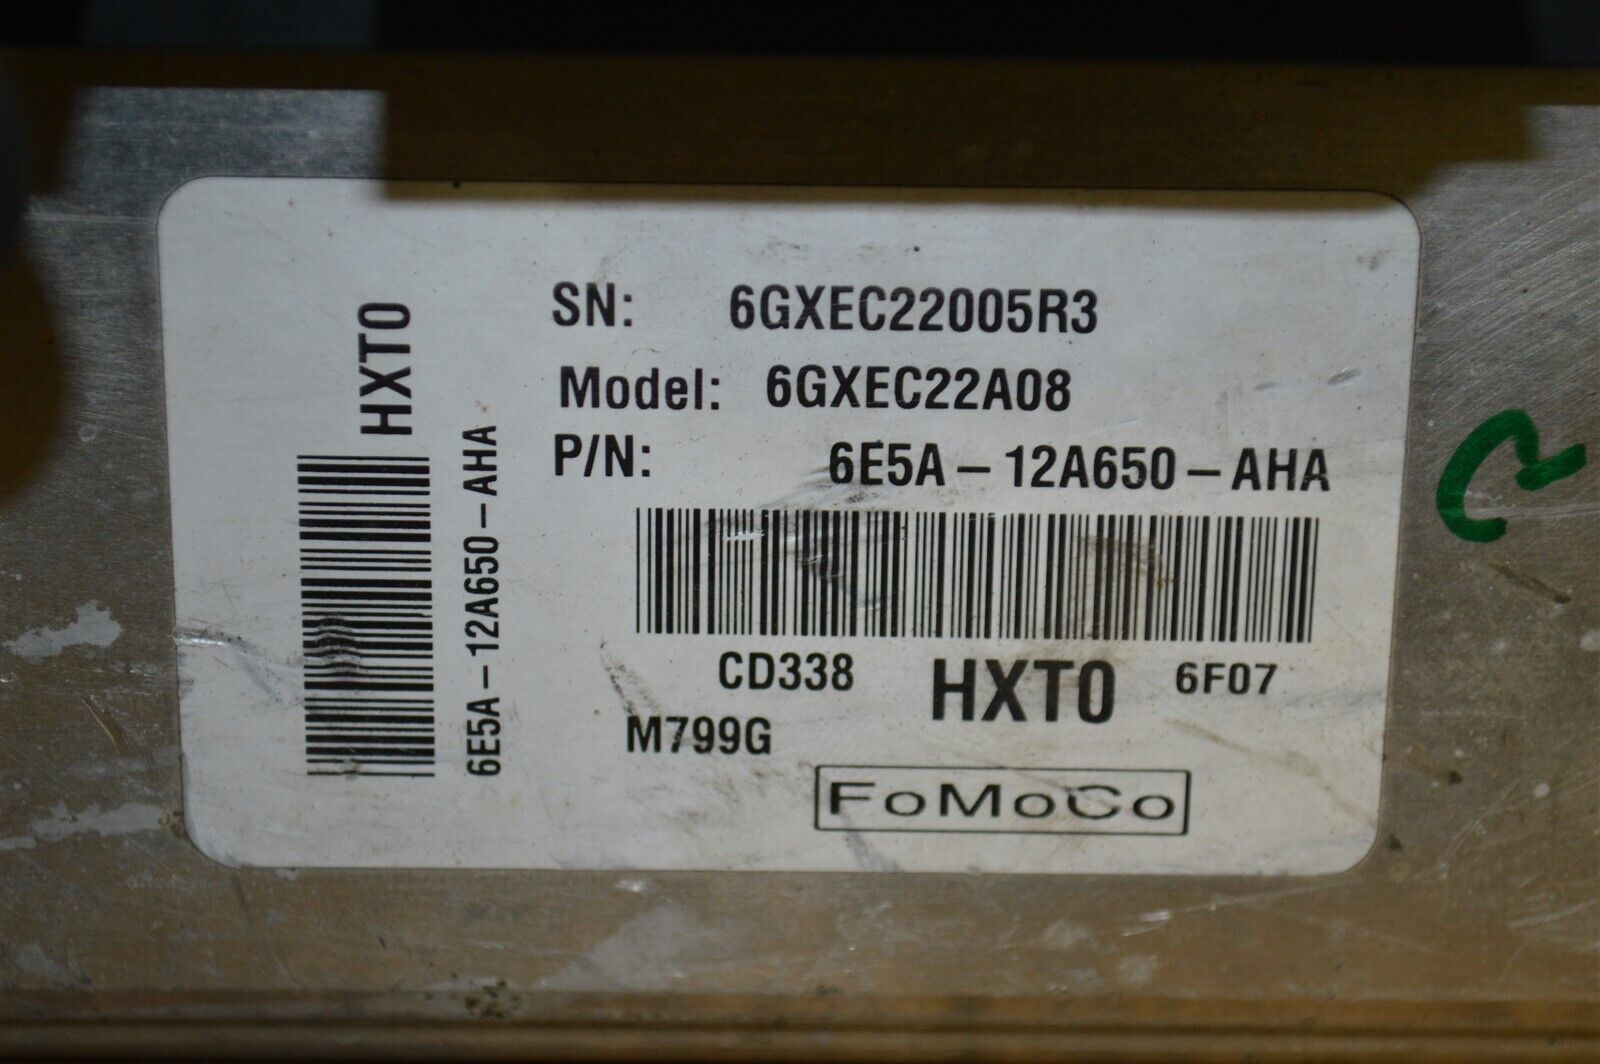 HXT0
6E5A-12A650-AHA
SN: 6GXEC22005R3
Model: 6GXEC22A08
P/N: 6E5A-12A650-AHA
CD338 HXT0 6F07
M799G
FoMoCo